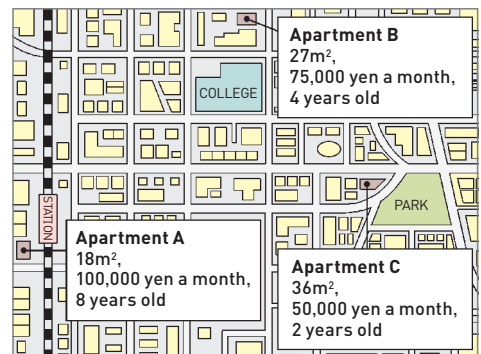 Apartment B
27m²,
75,000 yen a month,
4 years old
COLLEGE
PARK
STATION
Apartment A
18m²,
100,000 yen a month,
8 years old
Apartment C
36m²,
50,000 yen a month,
2 years old